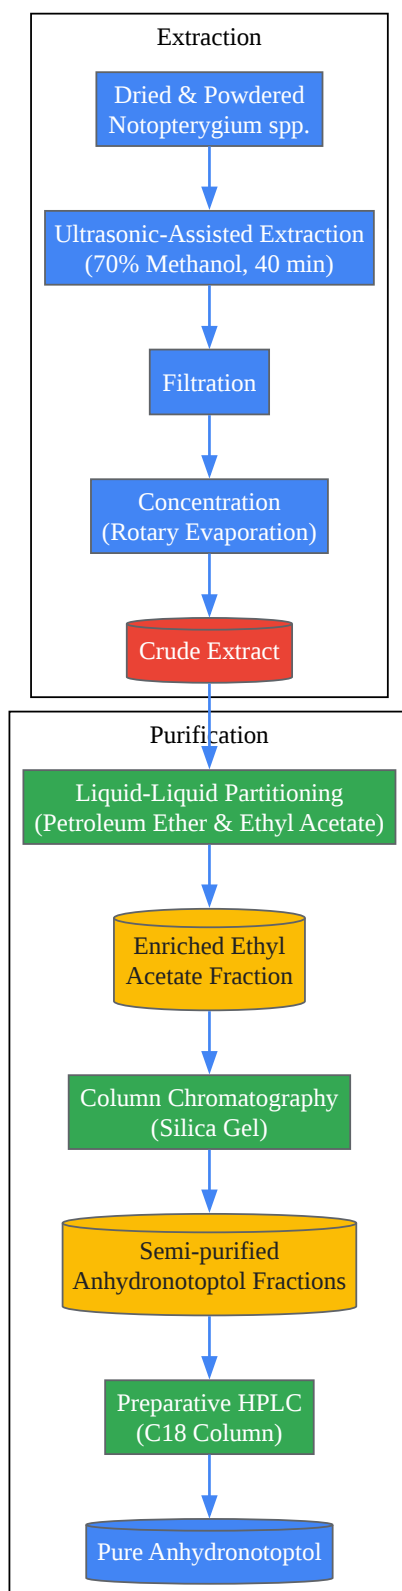 Extraction
Dried & Powdered
Notopterygium spp.
Ultrasonic-Assisted Extraction
(70% Methanol, 40 min)
Filtration
Concentration
(Rotary Evaporation)
Crude Extract
Purification
Liquid-Liquid Partitioning
(Petroleum Ether & Ethyl Acetate)
Enriched Ethyl
Acetate Fraction
Column Chromatography
(Silica Gel)
Semi-purified
Anhydronotoptol Fractions
Preparative HPLC
(C18 Column)
Pure Anhydronotoptol